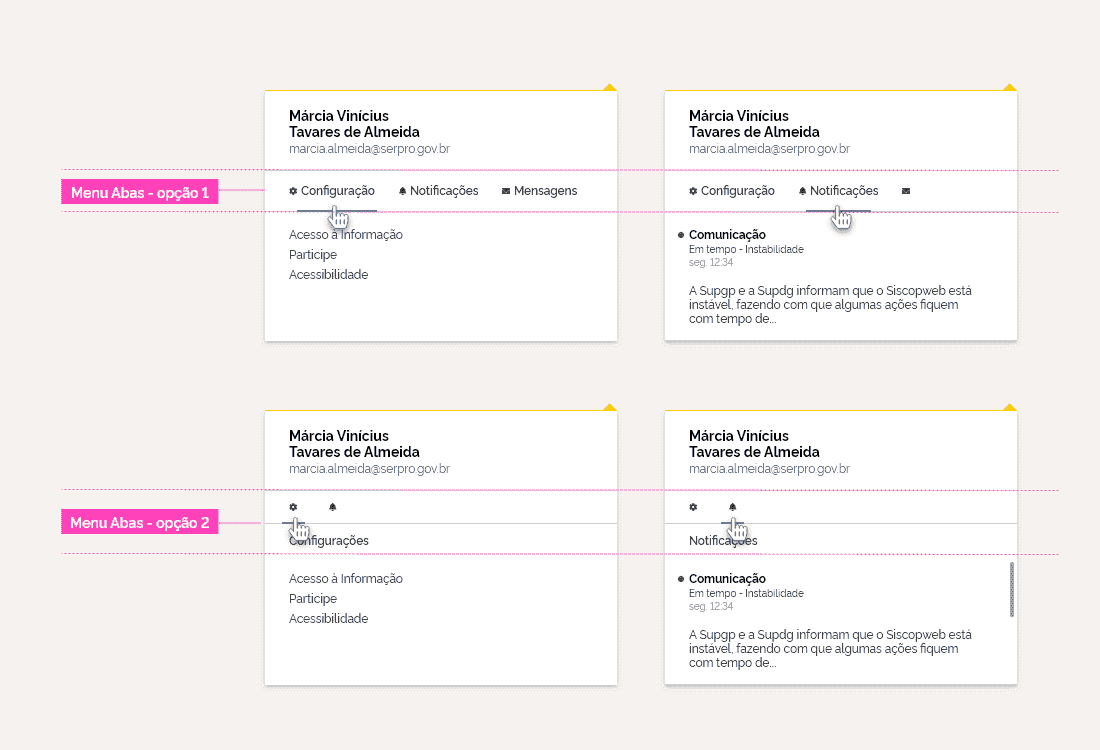 Márcia Vinícius
Tavares de Almeida
marcia.almeida@serpro.gov.br
Márcia Vinícius
Tavares de Almeida
marcia.almeida@serpro.gov.br
Menu Abas - opção 1
Configuração Notificações Mensagens
Configuração Notificações
Acesso à Informação
Participe
Acessibilidade
Comunicação
Em tempo - Instabilidade
seg. 12:34
A Supgp e a Supdg informam que o Siscopweb está
instável, fazendo com que algumas ações fiquem
com tempo de...
Márcia Vinícius
Tavares de Almeida
marcia.almeida@serpro.gov.br
Márcia Vinícius
Tavares de Almeida
marcia.almeida@serpro.gov.br
Menu Abas - opção 2
Configurações
Notificações
Acesso à Informação
Participe
Acessibilidade
Comunicação
Em tempo - Instabilidade
seg. 12:34
A Supgp e a Supdg informam que o Siscopweb está
instável, fazendo com que algumas ações fiquem
com tempo de...